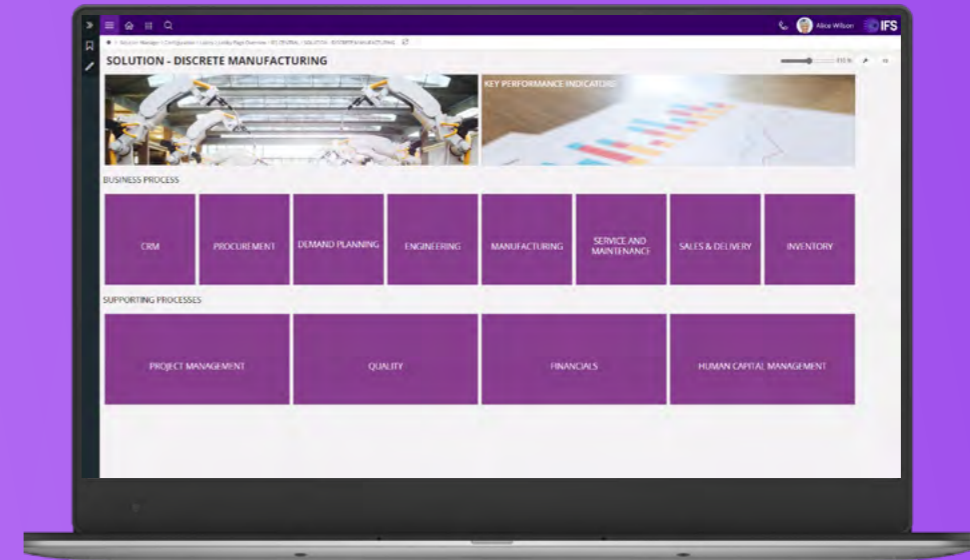 Alice Wilson
IFS
SOLUTION - DISCRETE MANUFACTURING
KEY PERFORMANCE INDICATORS
BUSINESS PROCESS
CRM
PROCUREMENT
DEMAND PLANNING
ENGINEERING
MANUFACTURING
SERVICE AND
MAINTENANCE
SALES & DELIVERY
INVENTORY
SUPPORTING PROCESSES
PROJECT MANAGEMENT
QUALITY
FINANCIALS
HUMAN CAPITAL MANAGEMENT